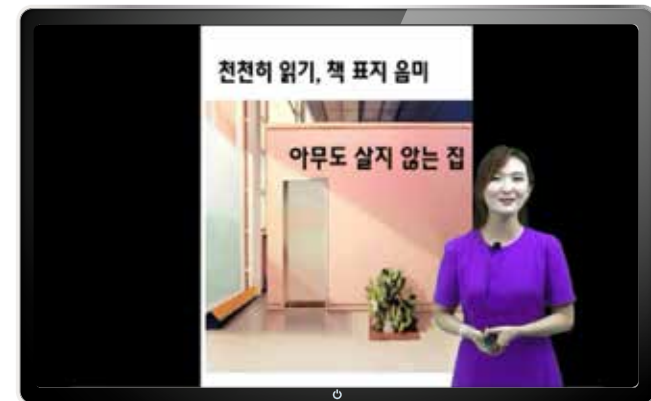 천천히 읽기, 책 표지 음미
아무도 살지 않는 집